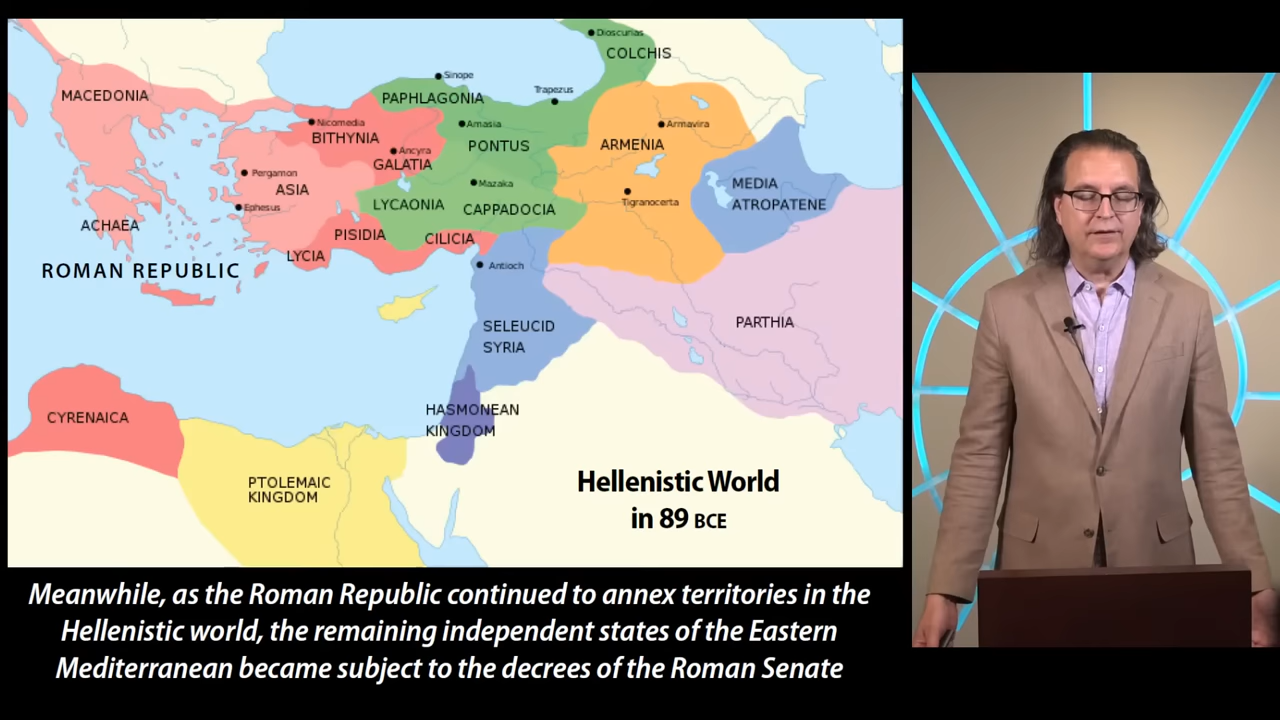 Dioscurias
COLCHIS
Sinope
MACEDONIA
PAPHLAGONIA
Trapezus
Nicomedia
Amasia
Armavira
BITHYNIA
PONTUS
ARMENIA
Ancyra
GALATIA
Pergamon
Mazaka
MEDIA
ATROPATENE
ASIA
Tigranocerta
Ephesus
LYCAONIA
CAPPADOCIA
ACHAEA
PISIDIA
CILICIA
LYCIA
Antioch
ROMAN REPUBLIC
SELEUCID
SYRIA
PARTHIA
CYRENAICA
HASMONEAN
KINGDOM
PTOLEMAIC
KINGDOM
Hellenistic World
in 89 BCE
Meanwhile, as the Roman Republic continued to annex territories in the
Hellenistic world, the remaining independent states of the Eastern
Mediterranean became subject to the decrees of the Roman Senate